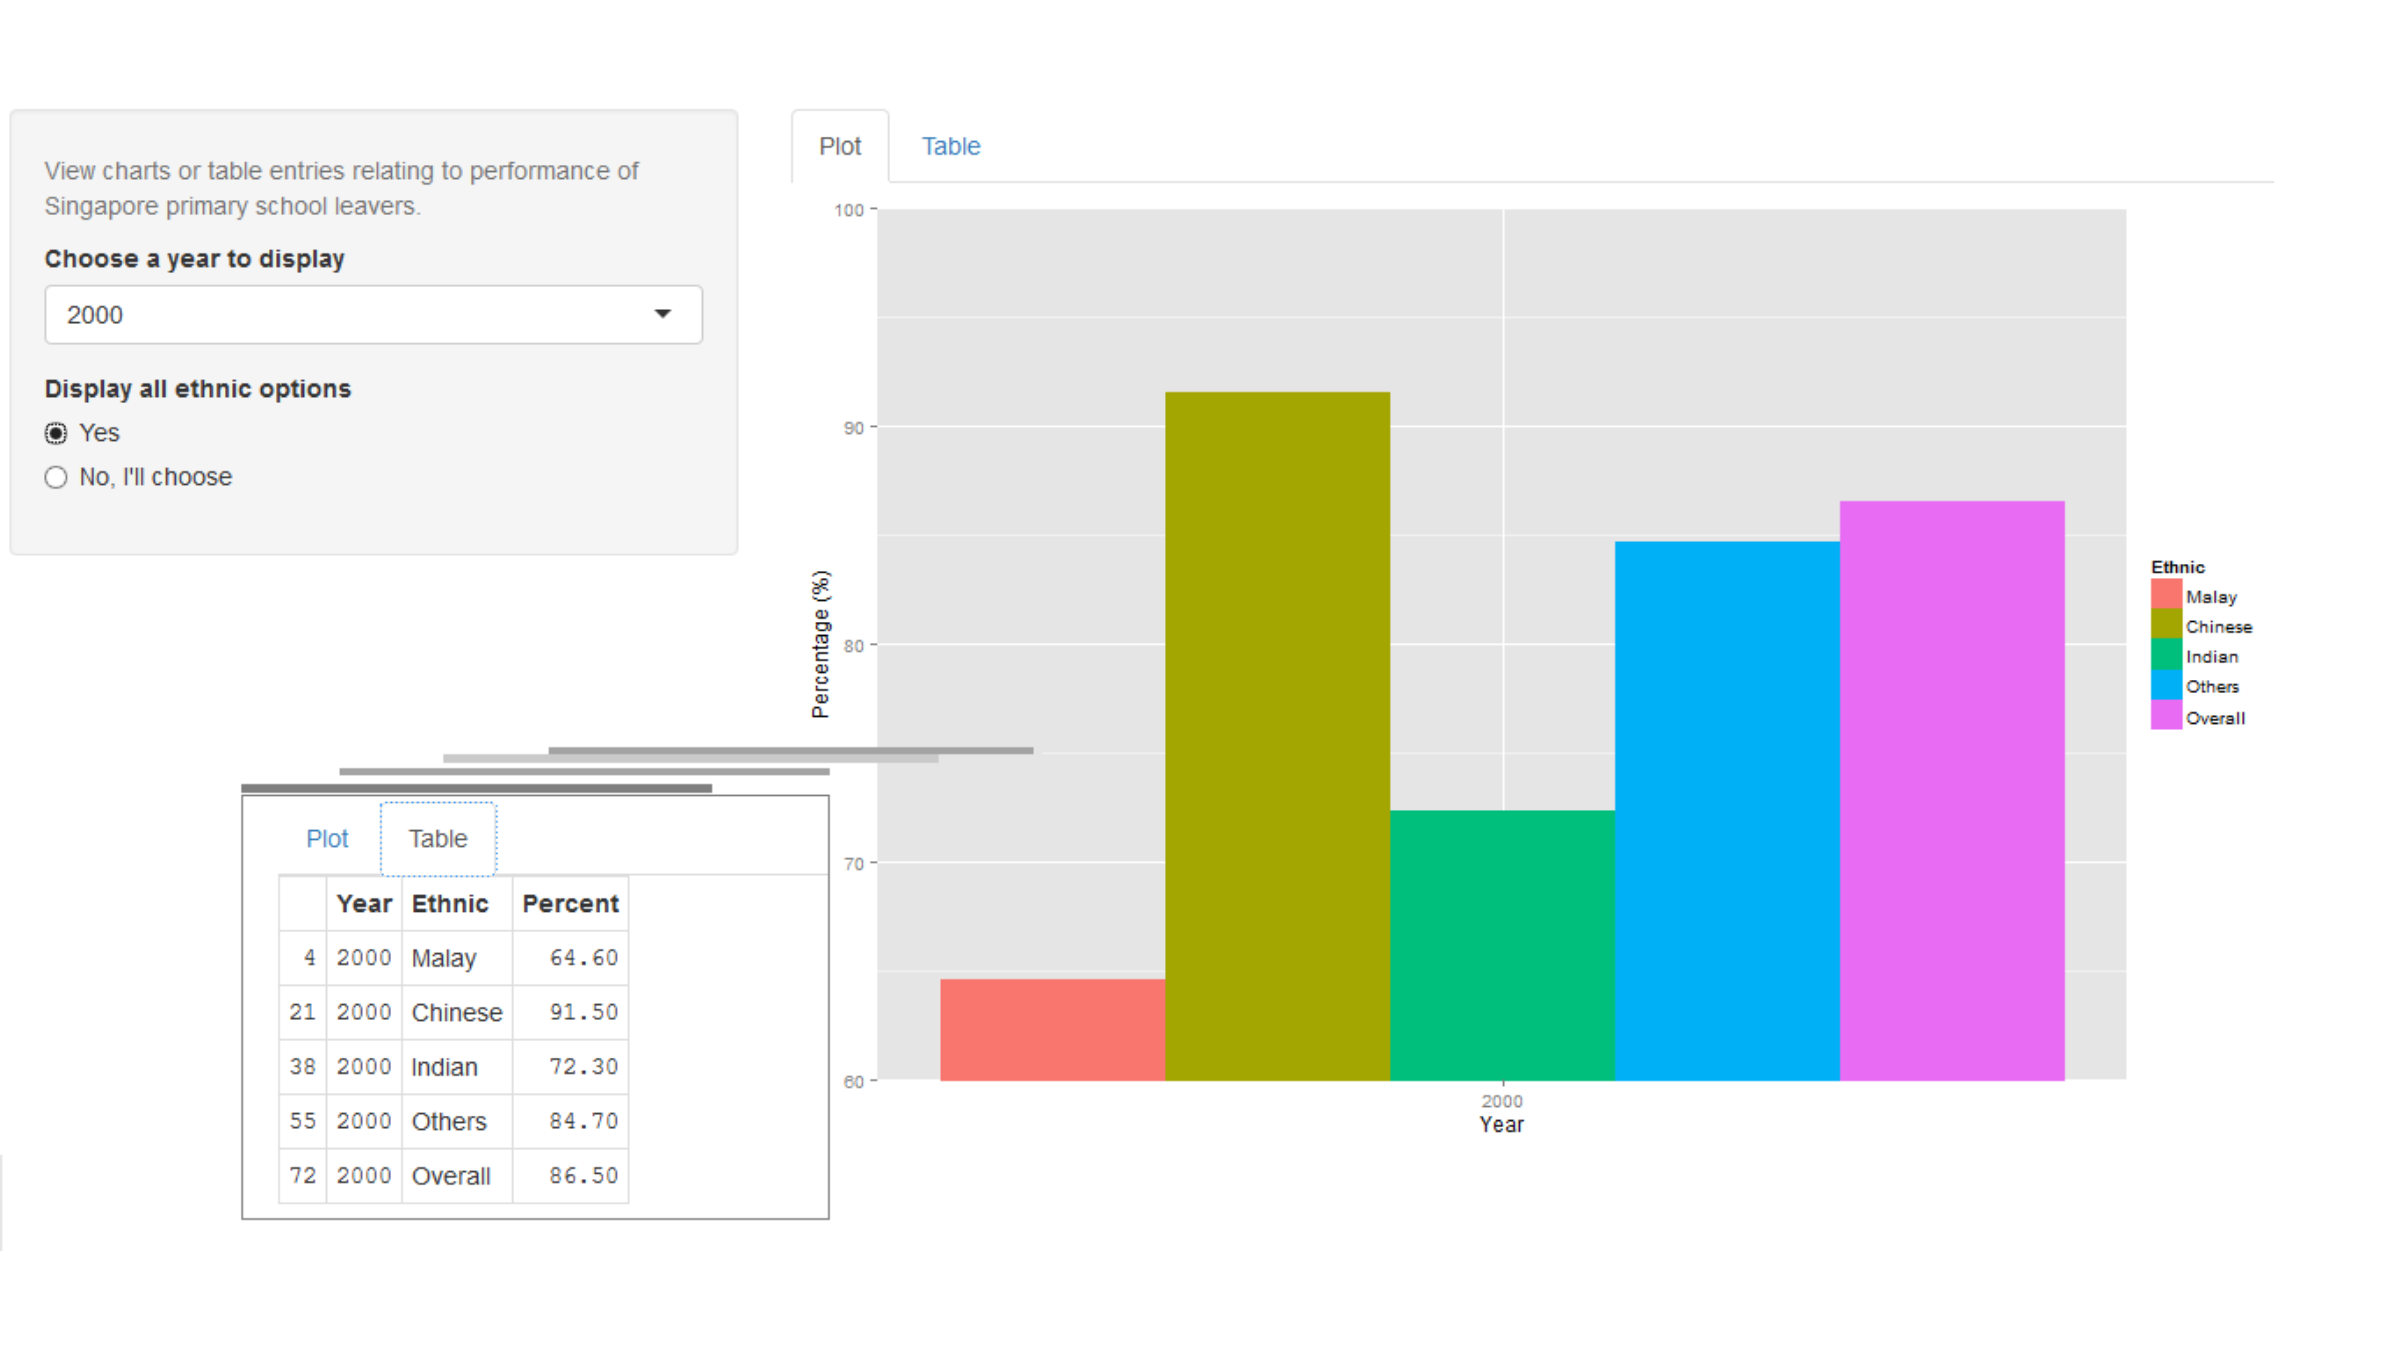 View charts or table entries relating to performance of
Singapore primary school leavers.
Choose a year to display
2000
Display all ethnic options
Yes
No, I'll choose
Plot Table
100
90
80
70
60
Percentage (%)
2000
Year
Ethnic
Malay
Chinese
Indian
Others
Overall
Plot Table
Year Ethnic Percent
4 2000 Malay 64.60
21 2000 Chinese 91.50
38 2000 Indian 72.30
55 2000 Others 84.70
72 2000 Overall 86.50